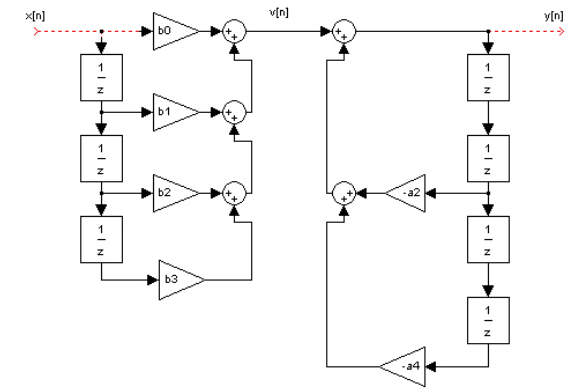 x[n]
v[n]
y[n]
b0
+
+
+
+
1
z
1
z
b1
+
+
1
z
1
z
b2
+
+
+
+
-a2
1
z
1
z
b3
1
z
-a4